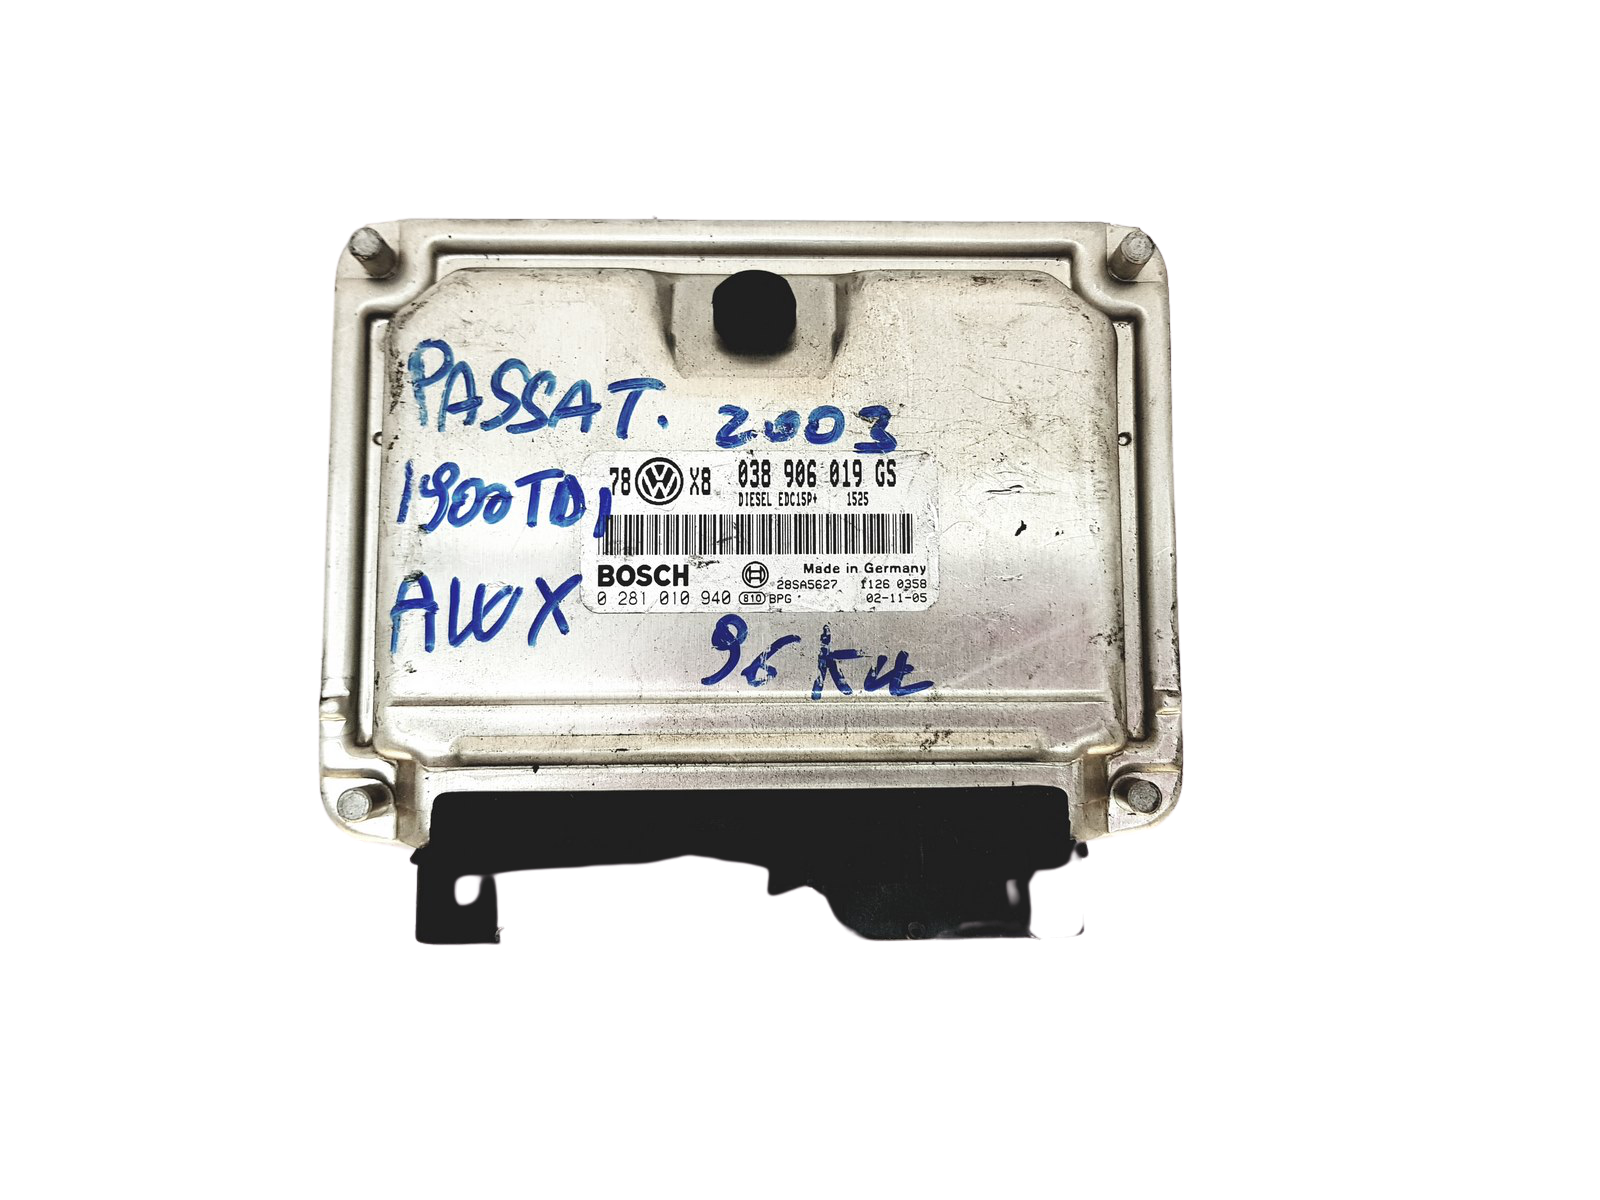 PASSAT. 2003
1900TDI
AWX
78 VW X8 038 906 019 GS
DIESEL EDC15P+ 1525
BOSCH
Made in Germany
28SA5627 1126 0358
0 281 010 940 810 BPG 02-11-05
96 KW